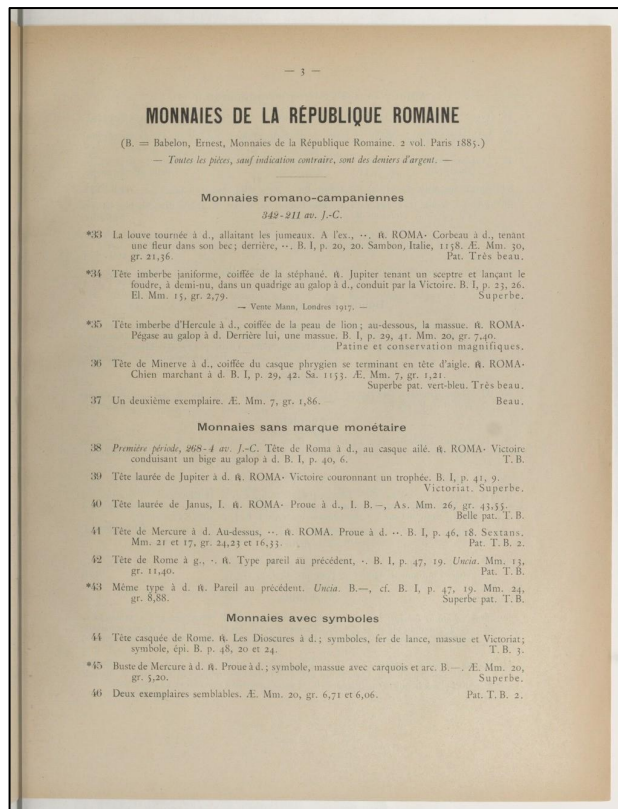 — 3 —
MONNAIES DE LA RÉPUBLIQUE ROMAINE
(B. = Babelon, Ernest, Monnaies de la République Romaine. 2 vol. Paris 1885.)
— Toutes les pièces, sauf indication contraire, sont des deniers d'argent. —
Monnaies romano-campaniennes
342-211 av. J.-C.
*33 La louve tournée à d., allaitant les jumeaux. A l'ex., ··. ℞. ROMA· Corbeau à d., tenant
une fleur dans son bec; derrière, ··. B. I, p. 20, 20. Sambon, Italie, 1158. Æ. Mm. 30,
gr. 21,36. Pat. Très beau.
*34 Tête imberbe janiforme, coiffée de la stéphané. ℞. Jupiter tenant un sceptre et lançant le
foudre, à demi-nu, dans un quadrige au galop à d., conduit par la Victoire. B. I, p. 23, 26.
El. Mm. 15, gr. 2,79. Superbe.
— Vente Mann, Londres 1917. —
*35 Tête imberbe d'Hercule à d., coiffée de la peau de lion; au-dessous, la massue. ℞. ROMA·
Pégase au galop à d. Derrière lui, une massue. B. I, p. 29, 41. Mm. 20, gr. 7,40.
Patine et conservation magnifiques.
36 Tête de Minerve à d., coiffée du casque phrygien se terminant en tête d'aigle. ℞. ROMA·
Chien marchant à d. B. I, p. 29, 42. Sa. 1153. Æ. Mm. 7, gr. 1,21.
Superbe pat. vert-bleu. Très beau.
37 Un deuxième exemplaire. Æ. Mm. 7, gr. 1,86. Beau.
Monnaies sans marque monétaire
38 Première période, 268-4 av. J.-C. Tête de Roma à d., au casque ailé. ℞. ROMA· Victoire
conduisant un bige au galop à d. B. I, p. 40, 6. T. B.
39 Tête laurée de Jupiter à d. ℞. ROMA· Victoire couronnant un trophée. B. I, p. 41, 9.
Victoriat. Superbe.
40 Tête laurée de Janus, I. ℞. ROMA· Proue à d., I. B. —, As. Mm. 26, gr. 43,55.
Belle pat. T. B.
41 Tête de Mercure à d. Au-dessus, ··. ℞. ROMA. Proue à d. ··. B. I, p. 46, 18. Sextans.
Mm. 21 et 17, gr. 24,23 et 16,33. Pat. T. B. 2.
42 Tête de Rome à g., ·. ℞. Type pareil au précédent, ·. B. I, p. 47, 19. Uncia. Mm. 13,
gr. 11,40. Pat. T. B.
*43 Même type à d. ℞. Pareil au précédent. Uncia. B.—, cf. B. I, p. 47, 19. Mm. 24,
gr. 8,88. Superbe pat. T. B.
Monnaies avec symboles
44 Tête casquée de Rome. ℞. Les Dioscures à d.; symboles, fer de lance, massue et Victoriat;
symbole, épi. B. p. 48, 20 et 24. T. B. 3.
*45 Buste de Mercure à d. ℞. Proue à d.; symbole, massue avec carquois et arc. B.—. Æ. Mm. 20,
gr. 5,20. Superbe.
46 Deux exemplaires semblables. Æ. Mm. 20, gr. 6,71 et 6,06. Pat. T. B. 2.